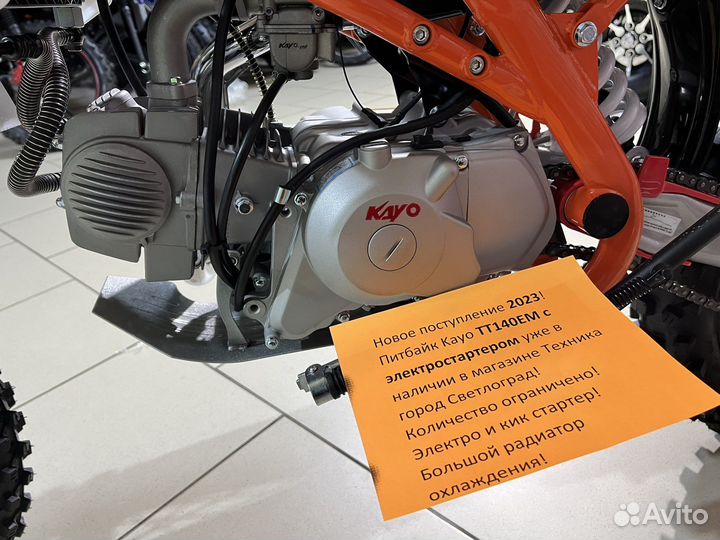 KAYO
KAYO
Новое поступление 2023!
Питбайк Kayo TT140EM с
электростартером уже в
наличии в магазине Техника
город Светлоград!
Количество ограничено!
Электро и кик стартер!
Большой радиатор
охлаждения!
Avito